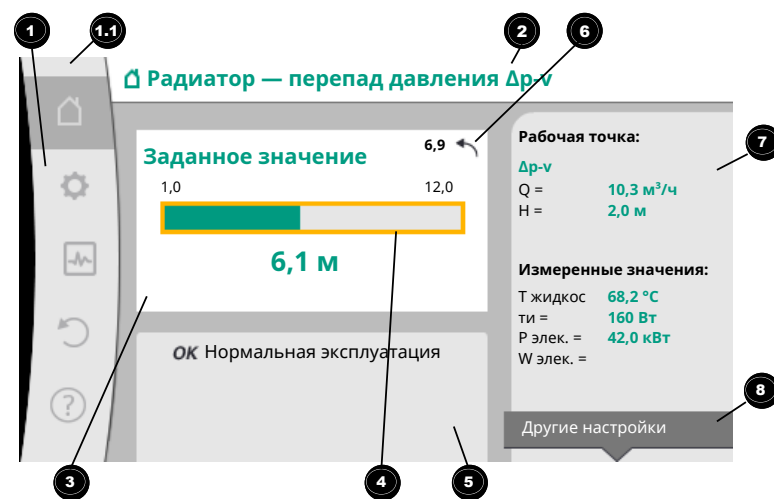 1
1.1
2
6
Радиатор — перепад давления Δp-v
Заданное значение
6,9
1,0
12,0
6,1 м
OK Нормальная эксплуатация
Рабочая точка:
7
Δp-v
Q = 10,3 м³/ч
H = 2,0 м
Измеренные значения:
T жидкос 68,2 °C
ти = 160 Вт
P элек. = 42,0 кВт
W элек. =
8
Другие настройки
3
4
5